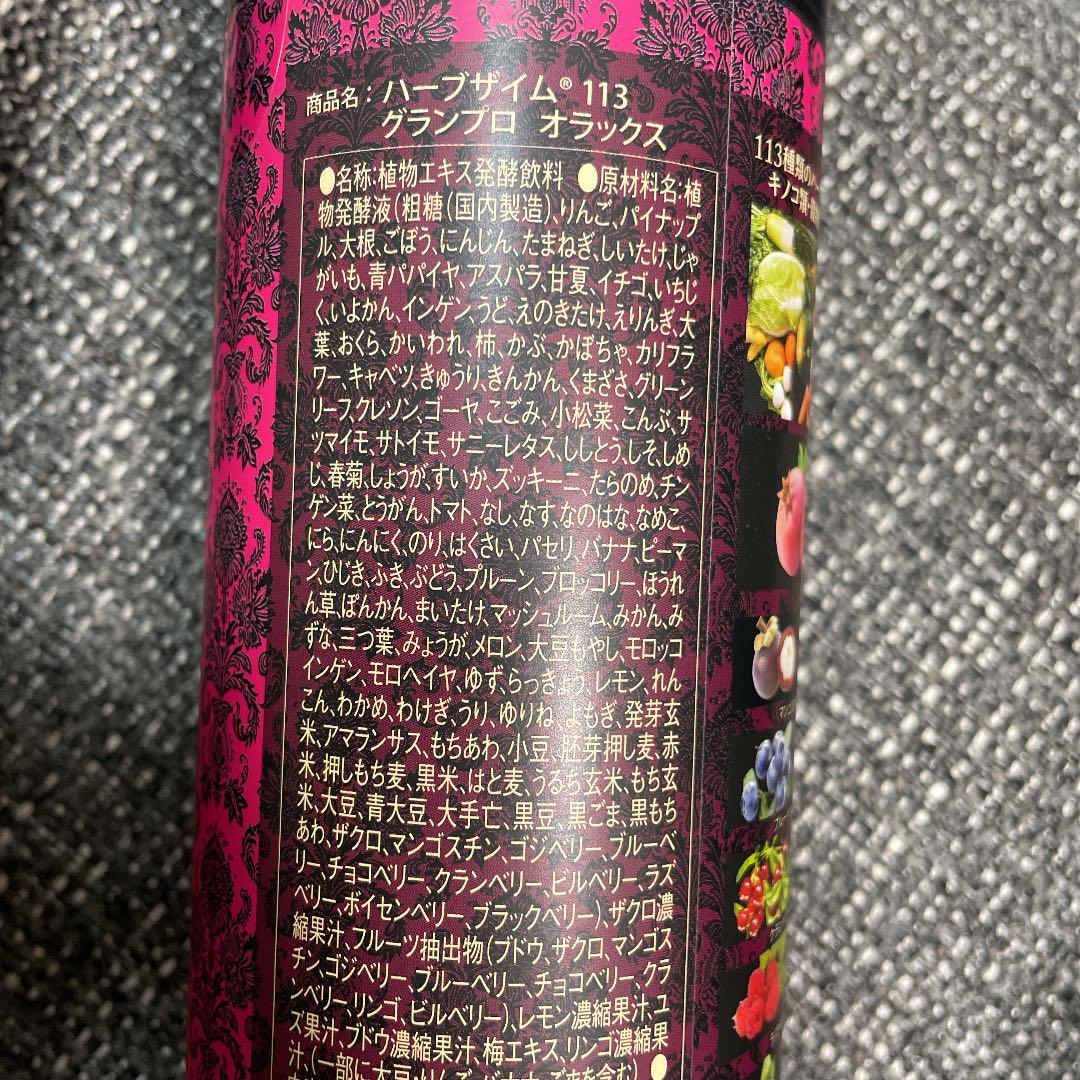 商品名：ハーブザイム® 113
グランプロ オラックス
●名称:植物エキス発酵飲料 ●原材料名:植
物発酵液(粗糖(国内製造)、りんご、パイナップ
ル、大根、ごぼう、にんじん、たまねぎ、しいたけ、じゃ
がいも、青パパイヤ、アスパラ、甘夏、イチゴ、いちじ
く、いよかん、インゲン、うど、えのきたけ、えりんぎ、大
葉、おくら、かいわれ、柿、かぶ、かぼちゃ、カリフラ
ワー、キャベツ、きゅうり、きんかん、くまざさ、グリーン
リーフ、クレソン、ゴーヤ、こごみ、小松菜、こんぶ、サ
ツマイモ、サトイモ、サニーレタス、ししとう、しそ、しめ
じ、春菊、しょうが、すいか、ズッキーニ、たらのめ、チン
ゲン菜、とうがん、トマト、なし、なす、なのはな、なめこ、
にら、にんにく、のり、はくさい、パセリ、バナナ、ピーマ
ン、ひじき、ふき、ぶどう、プルーン、ブロッコリー、ほうれ
ん草、ぽんかん、まいたけ、マッシュルーム、みかん、み
ずな、三つ葉、みょうが、メロン、大豆もやし、モロッコ
インゲン、モロヘイヤ、ゆず、らっきょう、レモン、れん
こん、わかめ、わけぎ、うり、ゆりね、よもぎ、発芽玄
米、アマランサス、もちあわ、小豆、胚芽押し麦、赤
米、押しもち麦、黒米、はと麦、うるち玄米、もち玄
米、大豆、青大豆、大手亡、黒豆、黒ごま、黒もち
あわ、ザクロ、マンゴスチン、ゴジベリー、ブルーベ
リー、チョコベリー、クランベリー、ビルベリー、ラズ
ベリー、ボイセンベリー、ブラックベリー)、ザクロ濃
縮果汁、フルーツ抽出物(ブドウ、ザクロ、マンゴス
チン、ゴジベリー、ブルーベリー、チョコベリー、クラ
ンベリー、リンゴ、ビルベリー)、レモン濃縮果汁、ユ
ズ果汁、ブドウ濃縮果汁、梅エキス、リンゴ濃縮果
汁、(一部に大豆・りんご・バナナ・ごまを含む) ●
113種類の
キノコ類・